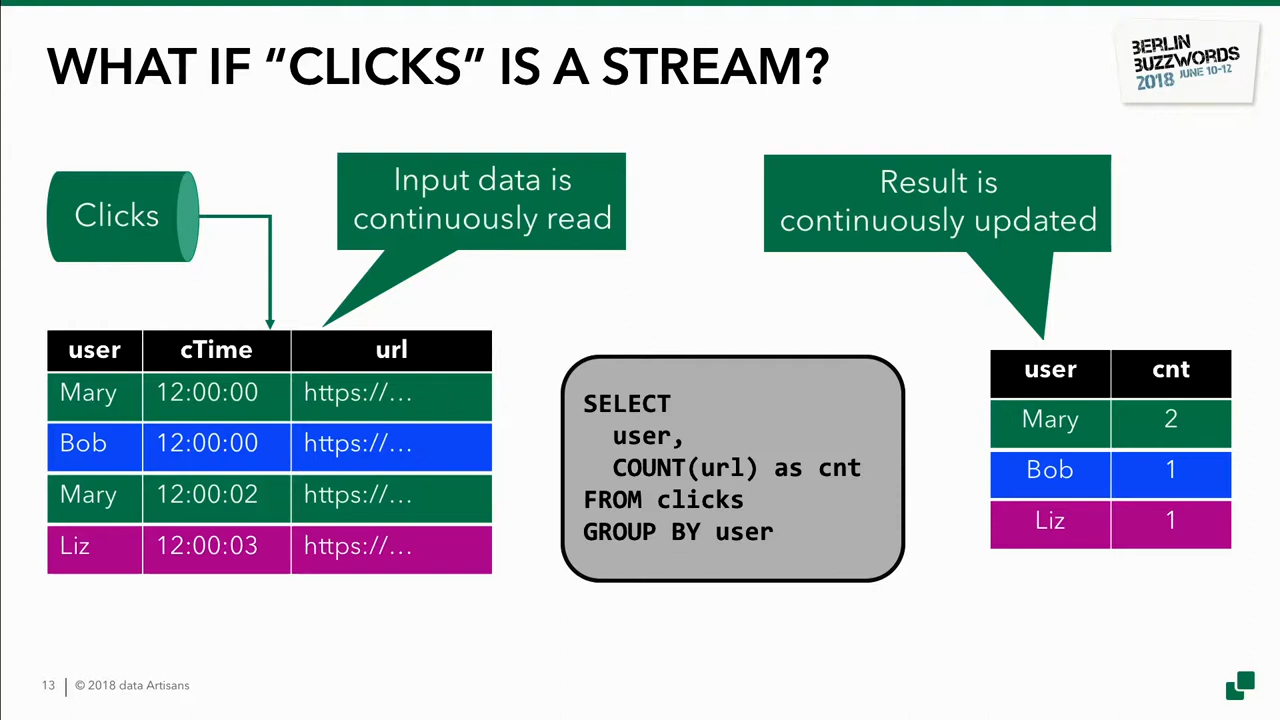 WHAT IF “CLICKS” IS A STREAM?
BERLIN
BUZZWORDS
2018 JUNE 10-12
Clicks
Input data is
continuously read
Result is
continuously updated
user cTime url
Mary 12:00:00 https://…
Bob 12:00:00 https://…
Mary 12:00:02 https://…
Liz 12:00:03 https://…
SELECT
user,
COUNT(url) as cnt
FROM clicks
GROUP BY user
user cnt
Mary 2
Bob 1
Liz 1
13 © 2018 data Artisans